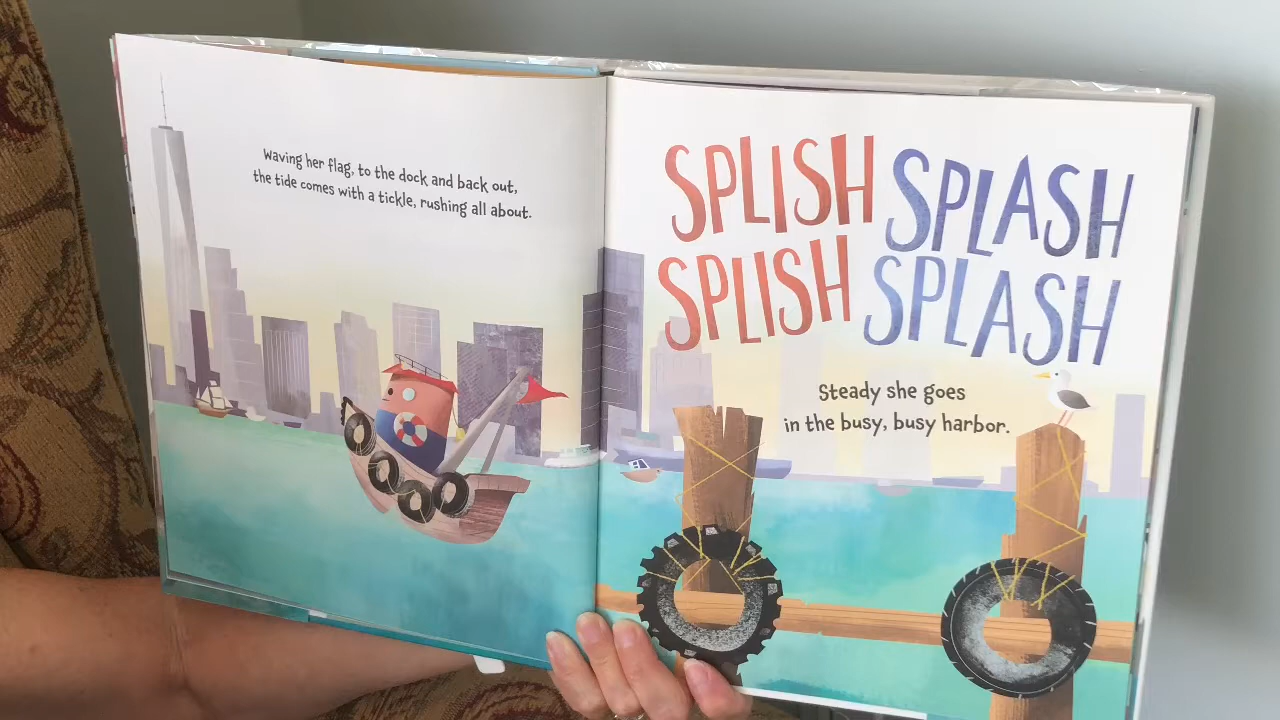 Waving her flag, to the dock and back out,
the tide comes with a tickle, rushing all about.
SPLISH SPLASH
SPLISH SPLASH
Steady she goes
in the busy, busy harbor.